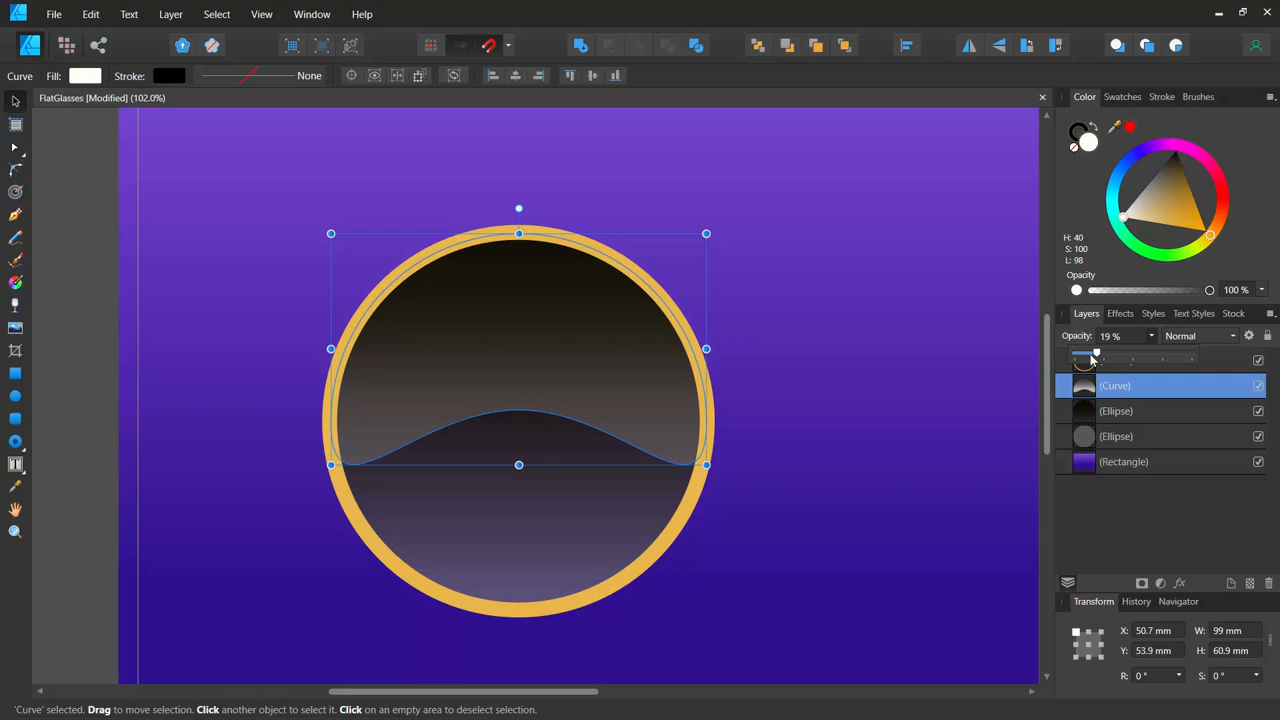 File Edit Text Layer Select View Window Help
Curve Fill: Stroke: None
FlatGlasses [Modified] (102.0%)
Color Swatches Stroke Brushes
H: 40
S: 100
L: 98
Opacity
100 %
Layers Effects Styles Text Styles Stock
Opacity: 19 % Normal
(Curve)
(Ellipse)
(Ellipse)
(Rectangle)
Transform History Navigator
X: 50.7 mm W: 99 mm
Y: 53.9 mm H: 60.9 mm
R: 0 ° S: 0 °
'Curve' selected. Drag to move selection. Click another object to select it. Click on an empty area to deselect selection.